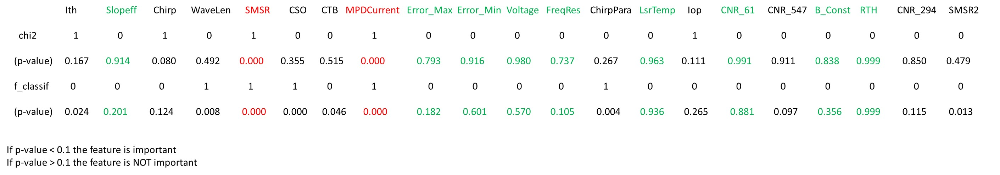 Ith Slopeff Chirp WaveLen SMSR CSO CTB MPDCurrent Error_Max Error_Min Voltage FreqRes ChirpPara LsrTemp Iop CNR_61 CNR_547 B_Const RTH CNR_294 SMSR2
chi2 1 0 1 0 1 0 0 1 0 0 0 0 0 0 1 0 0 0 0 0 0
(p-value) 0.167 0.914 0.080 0.492 0.000 0.355 0.515 0.000 0.793 0.916 0.980 0.737 0.267 0.963 0.111 0.991 0.911 0.838 0.999 0.850 0.479
f_classif 0 0 0 1 1 1 0 1 0 0 0 0 1 0 0 0 0 0 0 0 0
(p-value) 0.024 0.201 0.124 0.008 0.000 0.000 0.046 0.000 0.182 0.601 0.570 0.105 0.004 0.936 0.265 0.881 0.097 0.356 0.999 0.115 0.013
If p-value < 0.1 the feature is important
If p-value > 0.1 the feature is NOT important